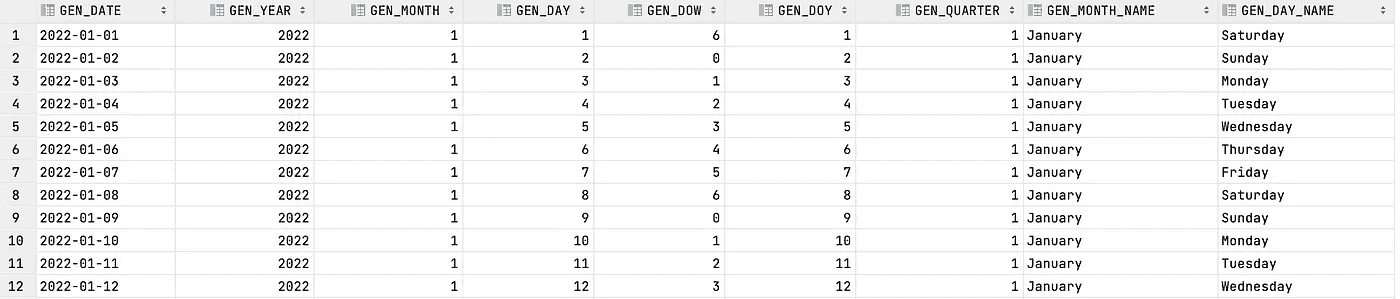 GEN_DATE GEN_YEAR GEN_MONTH GEN_DAY GEN_DOW GEN_DOY GEN_QUARTER GEN_MONTH_NAME GEN_DAY_NAME
1 2022-01-01 2022 1 1 6 1 1 January Saturday
2 2022-01-02 2022 1 2 0 2 1 January Sunday
3 2022-01-03 2022 1 3 1 3 1 January Monday
4 2022-01-04 2022 1 4 2 4 1 January Tuesday
5 2022-01-05 2022 1 5 3 5 1 January Wednesday
6 2022-01-06 2022 1 6 4 6 1 January Thursday
7 2022-01-07 2022 1 7 5 7 1 January Friday
8 2022-01-08 2022 1 8 6 8 1 January Saturday
9 2022-01-09 2022 1 9 0 9 1 January Sunday
10 2022-01-10 2022 1 10 1 10 1 January Monday
11 2022-01-11 2022 1 11 2 11 1 January Tuesday
12 2022-01-12 2022 1 12 3 12 1 January Wednesday